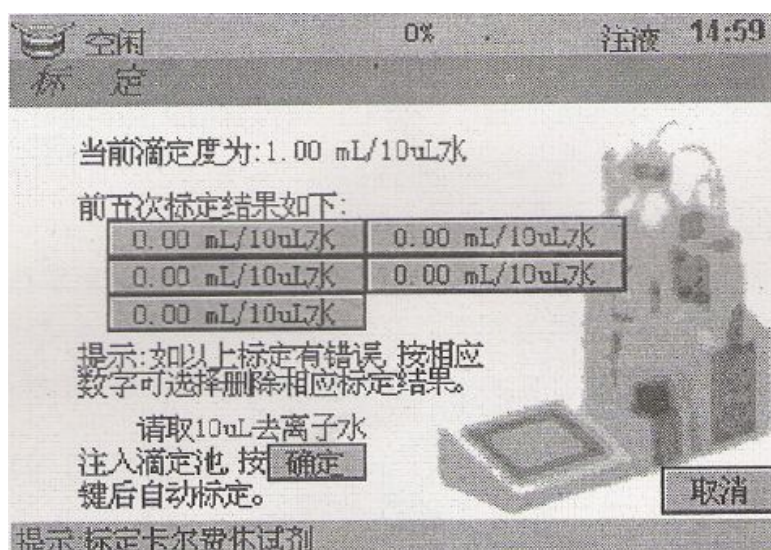 空闲 0% 注液 14:59
标 定
当前滴定度为:1.00 mL/10uL水
前五次标定结果如下:
0.00 mL/10uL水 0.00 mL/10uL水
0.00 mL/10uL水 0.00 mL/10uL水
0.00 mL/10uL水
提示:如以上标定有错误,按相应
数字可选择删除相应标定结果。
请取10uL去离子水
注入滴定池,按 确定
键后自动标定。
取消
提示 标定卡尔费休试剂